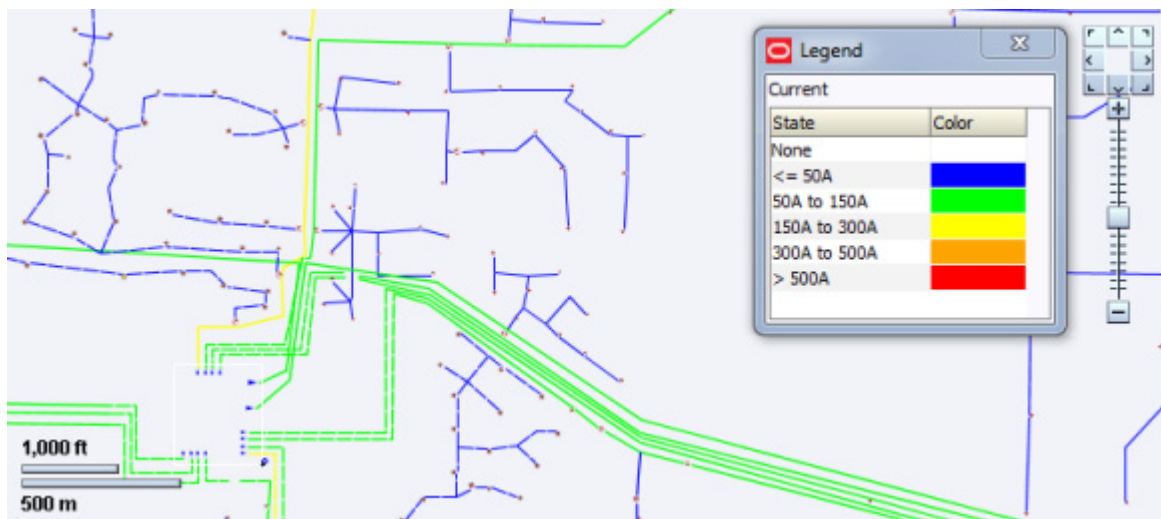 Legend
Current
State Color
None
<= 50A
50A to 150A
150A to 300A
300A to 500A
> 500A
1,000 ft
500 m